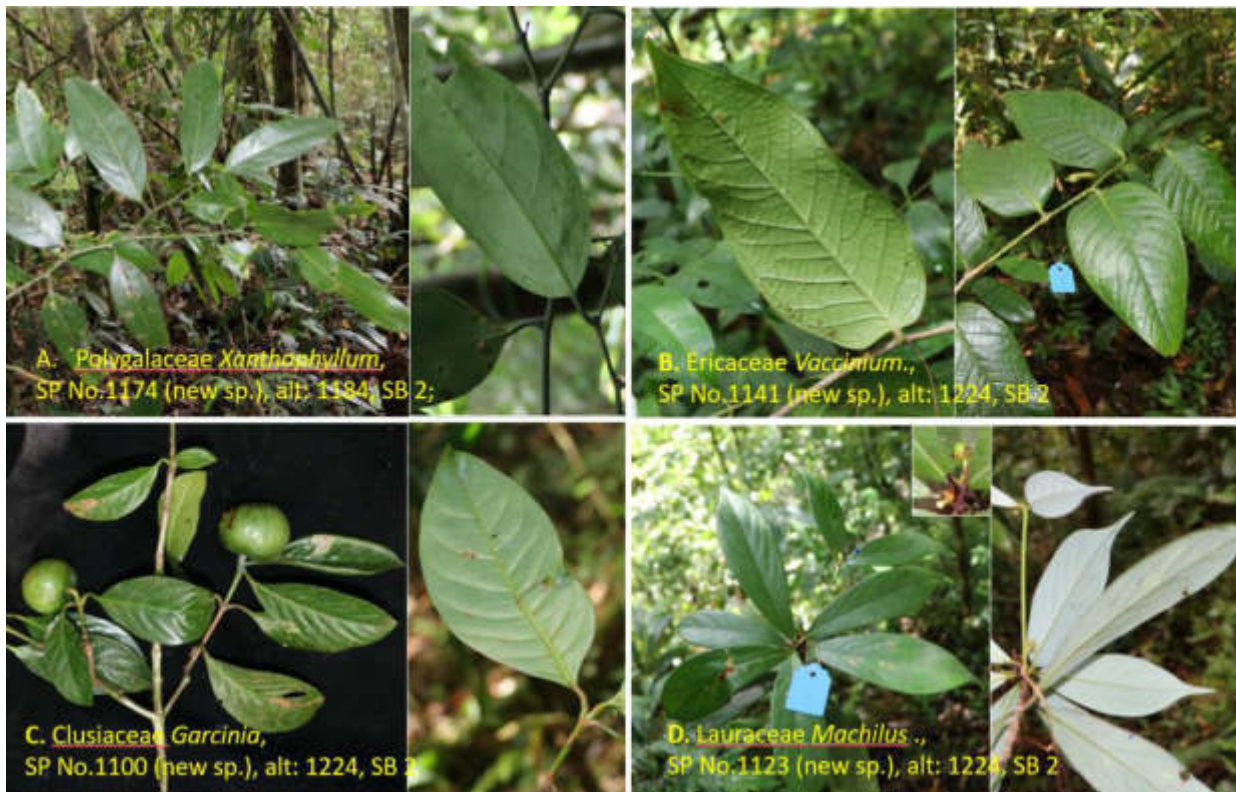 A. `Polygalaceae Xanthophyllum,
SP No.1174 (new sp.), alt: 1184, SB 2;
B. Ericaceae Vaccinium.,
SP No.1141 (new sp.), alt: 1224, SB 2
C. Clusiaceae Garcinia,
SP No.1100 (new sp.), alt: 1224, SB 2
D. Lauraceae Machilus .,
SP No.1123 (new sp.), alt: 1224, SB 2